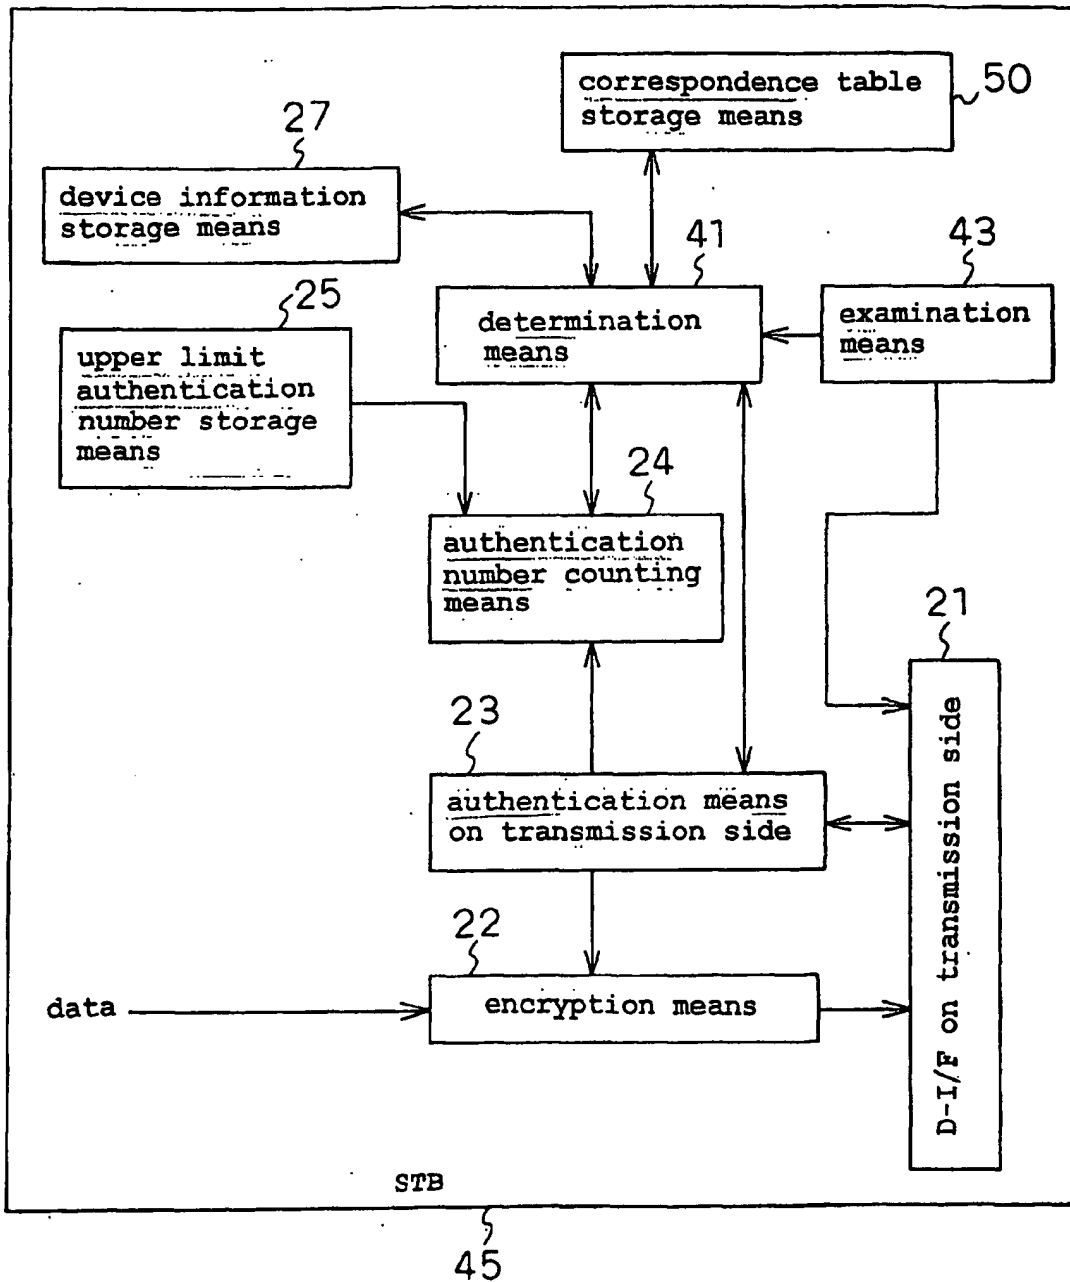 correspondence table
storage means
50
27
device information
storage means
41
43
25
determination
means
examination
means
upper limit
authentication
number storage
means
24
authentication
number counting
means
21
23
authentication means
on transmission side
D-I/F on transmission side
22
data
encryption means
STB
45